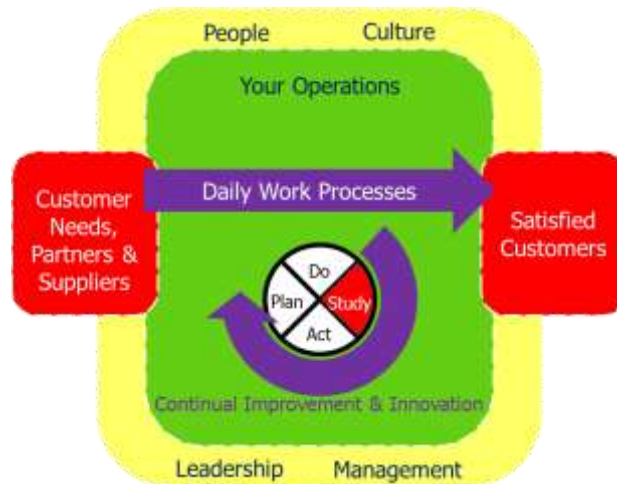 People
Culture
Your Operations
Daily Work Processes
Customer
Needs,
Partners &
Suppliers
Satisfied
Customers
Do
Plan
Study
Act
Continual Improvement & Innovation
Leadership
Management